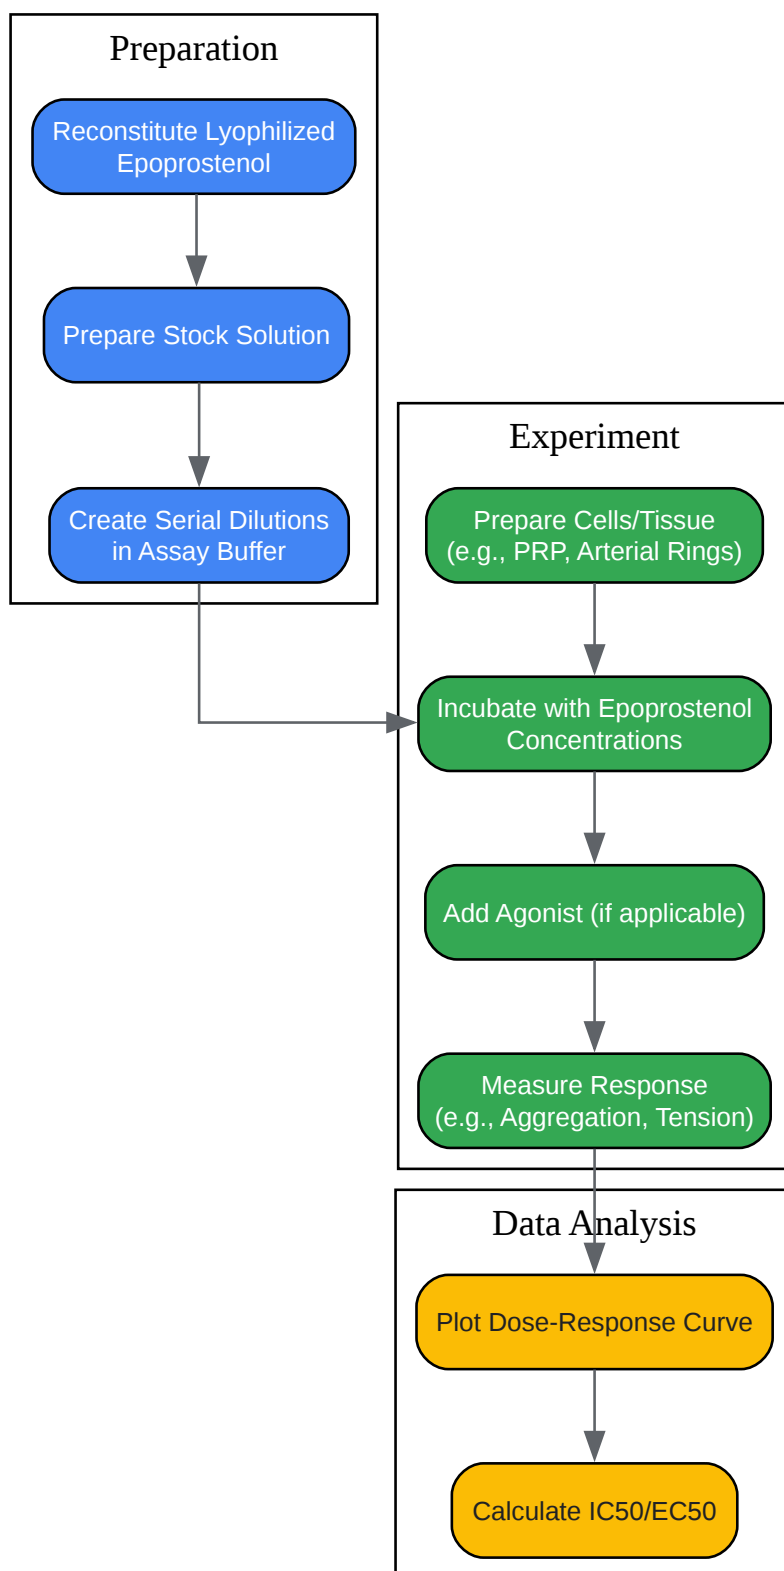 Preparation
Reconstitute Lyophilized
Epoprostenol
Prepare Stock Solution
Create Serial Dilutions
in Assay Buffer
Experiment
Prepare Cells/Tissue
(e.g., PRP, Arterial Rings)
Incubate with Epoprostenol
Concentrations
Add Agonist (if applicable)
Measure Response
(e.g., Aggregation, Tension)
Data Analysis
Plot Dose-Response Curve
Calculate IC50/EC50